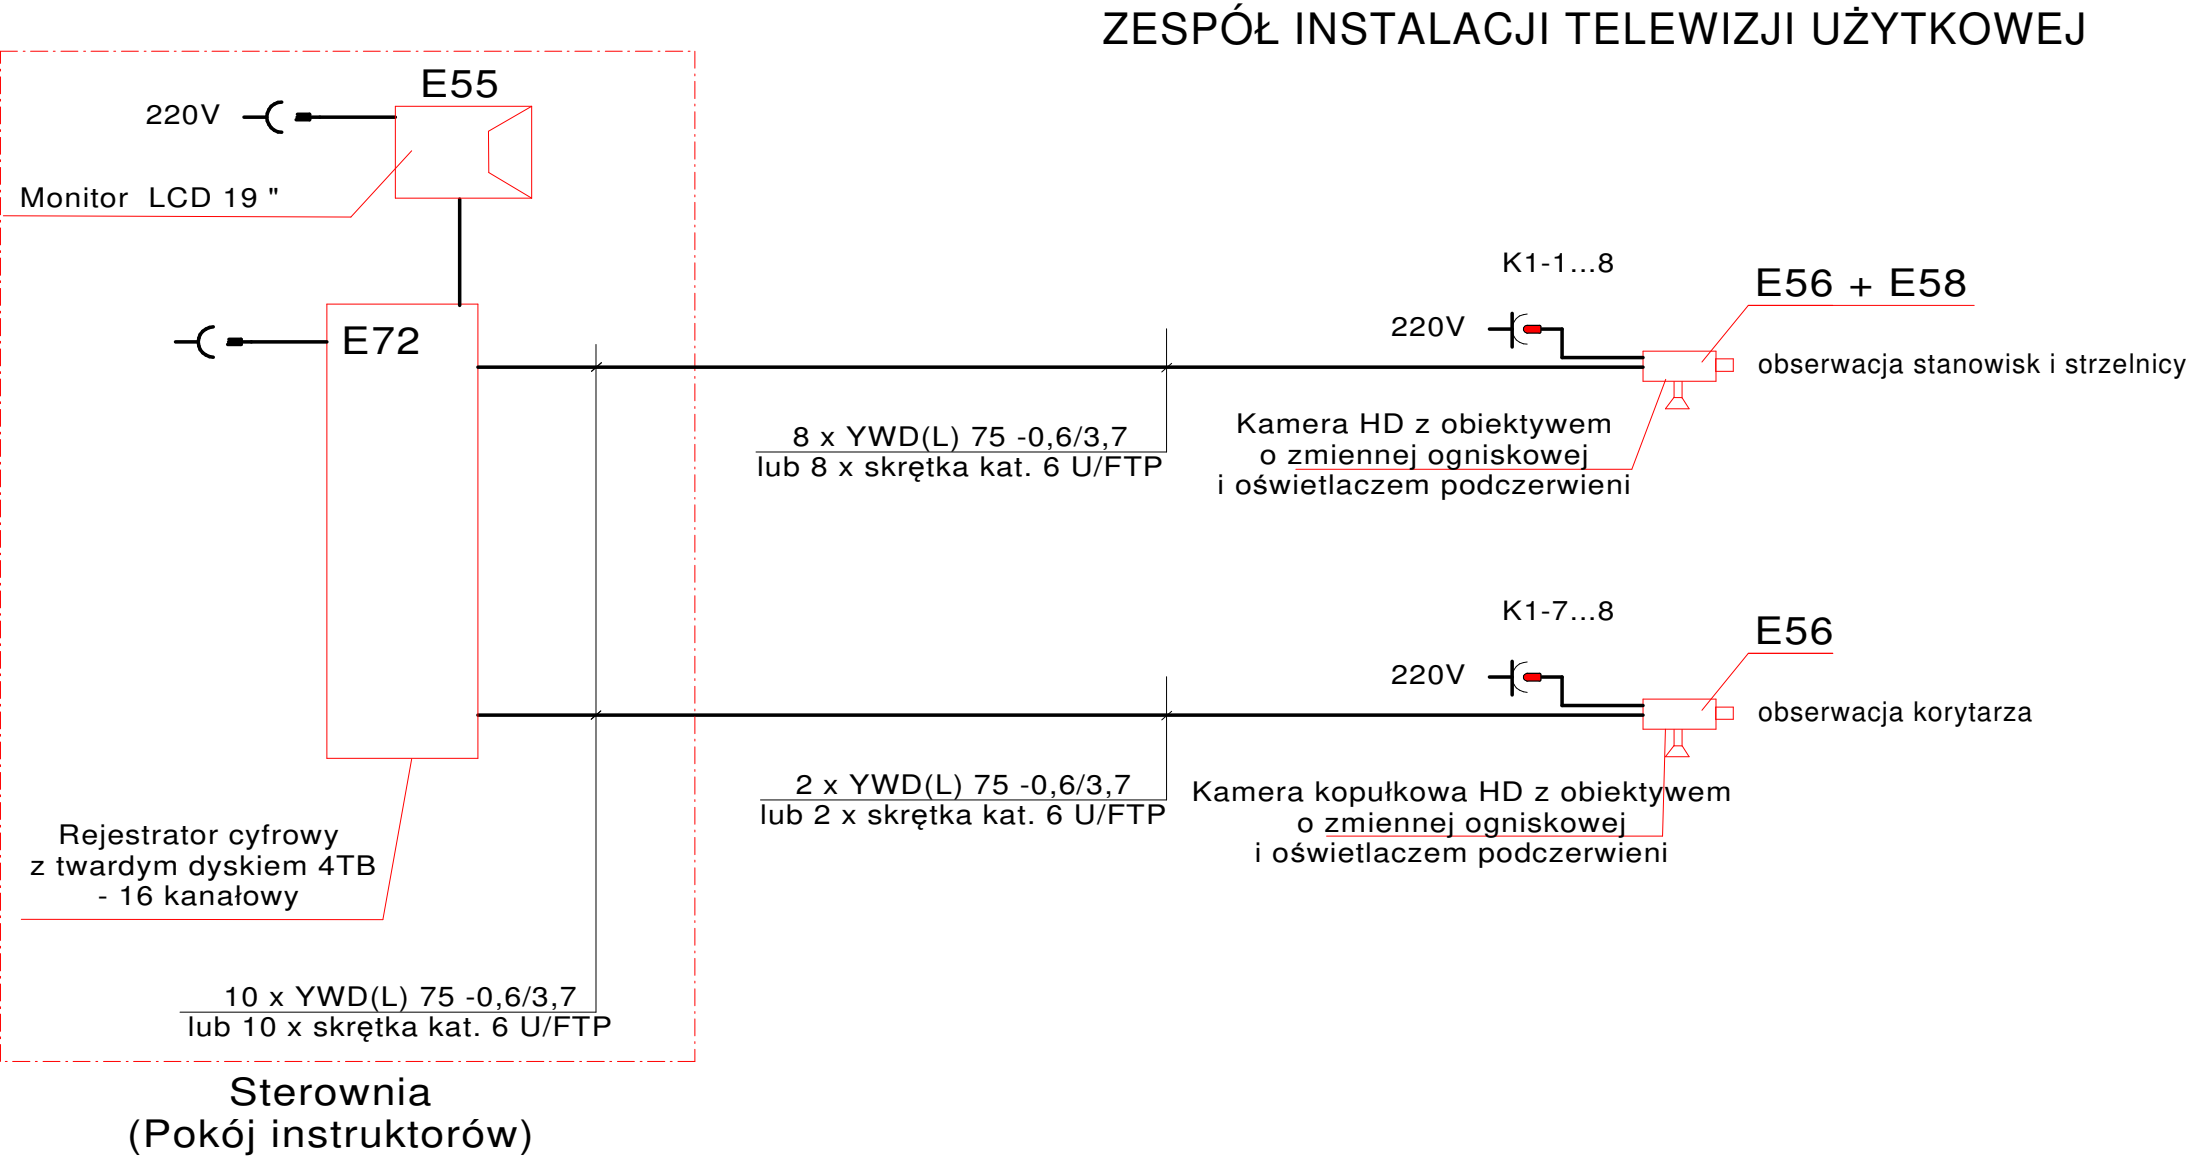 ZESPÓŁ INSTALACJI TELEWIZJI UŻYTKOWEJ
E55
220V
Monitor LCD 19 "
E72
K1-1...8
E56 + E58
220V
obserwacja stanowisk i strzelnicy
8 x YWD(L) 75 -0,6/3,7
lub 8 x skrętka kat. 6 U/FTP
Kamera HD z obiektywem
o zmiennej ogniskowej
i oświetlaczem podczerwieni
K1-7...8
E56
220V
obserwacja korytarza
2 x YWD(L) 75 -0,6/3,7
lub 2 x skrętka kat. 6 U/FTP
Kamera kopułkowa HD z obiektywem
o zmiennej ogniskowej
i oświetlaczem podczerwieni
Rejestrator cyfrowy
z twardym dyskiem 4TB
- 16 kanałowy
10 x YWD(L) 75 -0,6/3,7
lub 10 x skrętka kat. 6 U/FTP
Sterownia
(Pokój instruktorów)